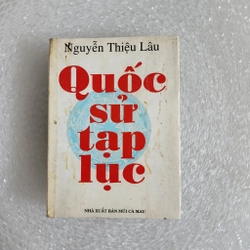 Nguyễn Thiệu Lâu
Quốc
sử
tạp
lục
NHÀ XUẤT BẢN MŨI CÀ MAU